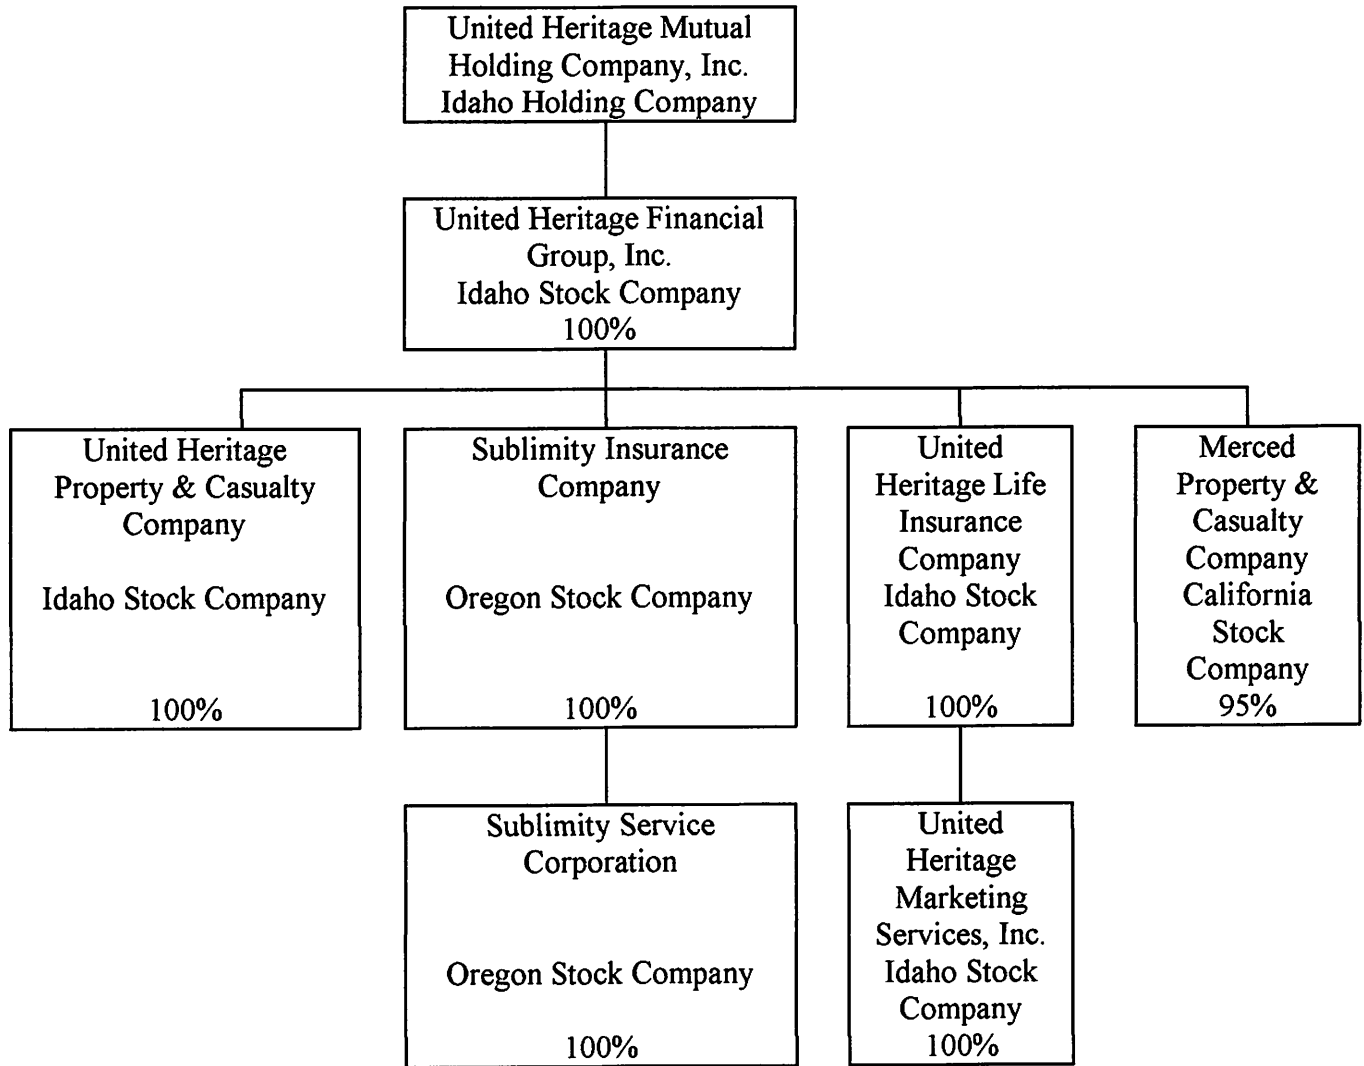 United Heritage Mutual
Holding Company, Inc.
Idaho Holding Company
United Heritage Financial
Group, Inc.
Idaho Stock Company
100%
United Heritage
Property & Casualty
Company
Idaho Stock Company
100%
Sublimity Insurance
Company
Oregon Stock Company
100%
United
Heritage Life
Insurance
Company
Idaho Stock
Company
100%
Merced
Property &
Casualty
Company
California
Stock
Company
95%
Sublimity Service
Corporation
Oregon Stock Company
100%
United
Heritage
Marketing
Services, Inc.
Idaho Stock
Company
100%